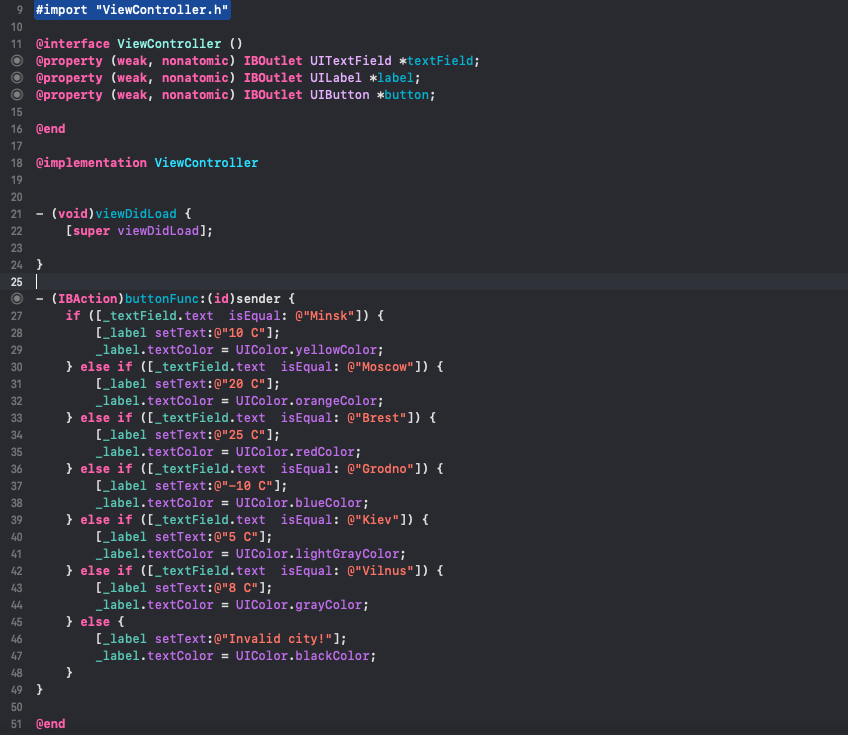 9 #import "ViewController.h"
10
11 @interface ViewController ()
@property (weak, nonatomic) IBOutlet UITextField *textField;
@property (weak, nonatomic) IBOutlet UILabel *label;
@property (weak, nonatomic) IBOutlet UIButton *button;
15
16 @end
17
18 @implementation ViewController
19
20
21 - (void)viewDidLoad {
22     [super viewDidLoad];
23
24 }
25
- (IBAction)buttonFunc:(id)sender {
27     if ([_textField.text  isEqual: @"Minsk"]) {
28         [_label setText:@"10 C"];
29         _label.textColor = UIColor.yellowColor;
30     } else if ([_textField.text  isEqual: @"Moscow"]) {
31         [_label setText:@"20 C"];
32         _label.textColor = UIColor.orangeColor;
33     } else if ([_textField.text  isEqual: @"Brest"]) {
34         [_label setText:@"25 C"];
35         _label.textColor = UIColor.redColor;
36     } else if ([_textField.text  isEqual: @"Grodno"]) {
37         [_label setText:@"-10 C"];
38         _label.textColor = UIColor.blueColor;
39     } else if ([_textField.text  isEqual: @"Kiev"]) {
40         [_label setText:@"5 C"];
41         _label.textColor = UIColor.lightGrayColor;
42     } else if ([_textField.text  isEqual: @"Vilnus"]) {
43         [_label setText:@"8 C"];
44         _label.textColor = UIColor.grayColor;
45     } else {
46         [_label setText:@"Invalid city!"];
47         _label.textColor = UIColor.blackColor;
48     }
49 }
50
51 @end